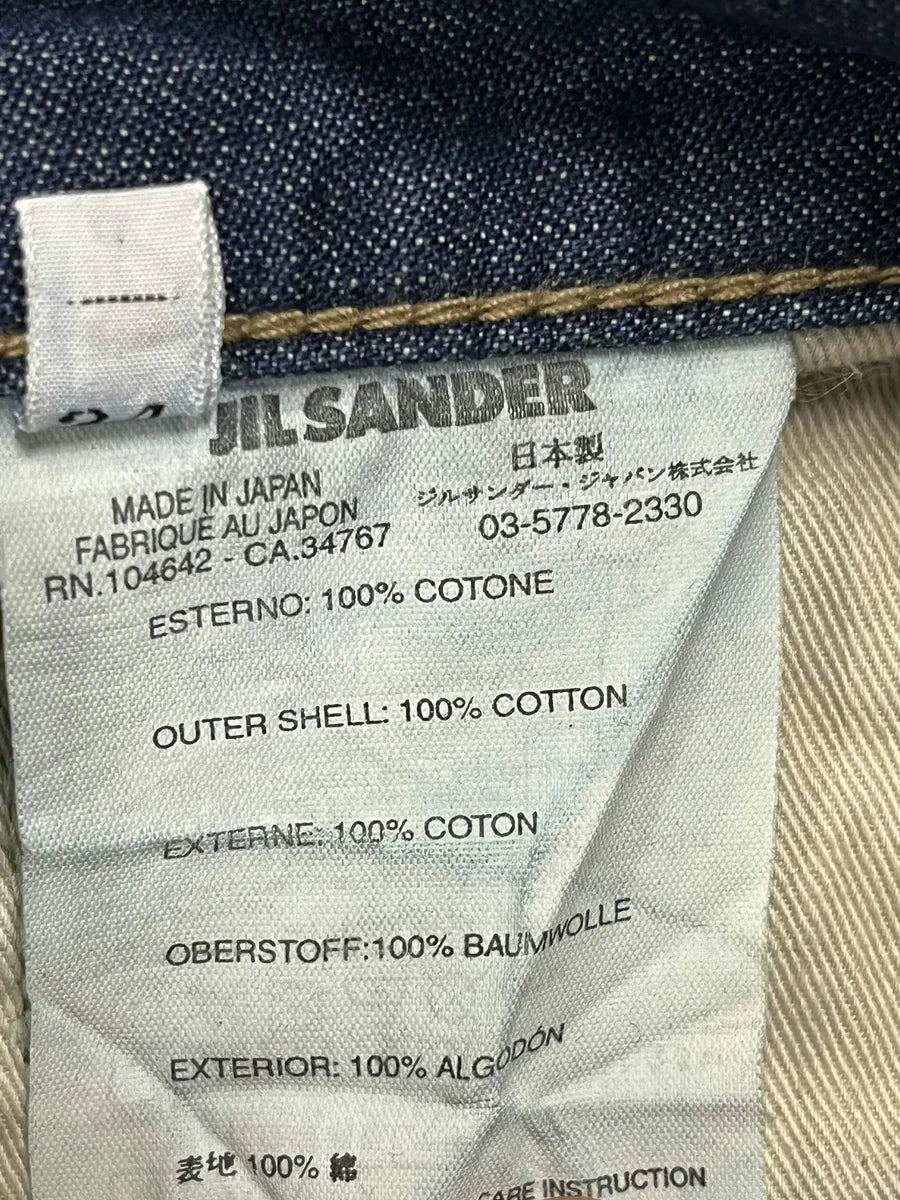 JIL SANDER
MADE IN JAPAN
FABRIQUÉ AU JAPON
RN.104642 - CA.34767
日本製
ジルサンダー・ジャパン株式会社
03-5778-2330
ESTERNO: 100% COTONE
OUTER SHELL: 100% COTTON
EXTERNE: 100% COTON
OBERSTOFF:100% BAUMWOLLE
EXTERIOR: 100% ALGODÓN
表地 100% 綿
CARE INSTRUCTION